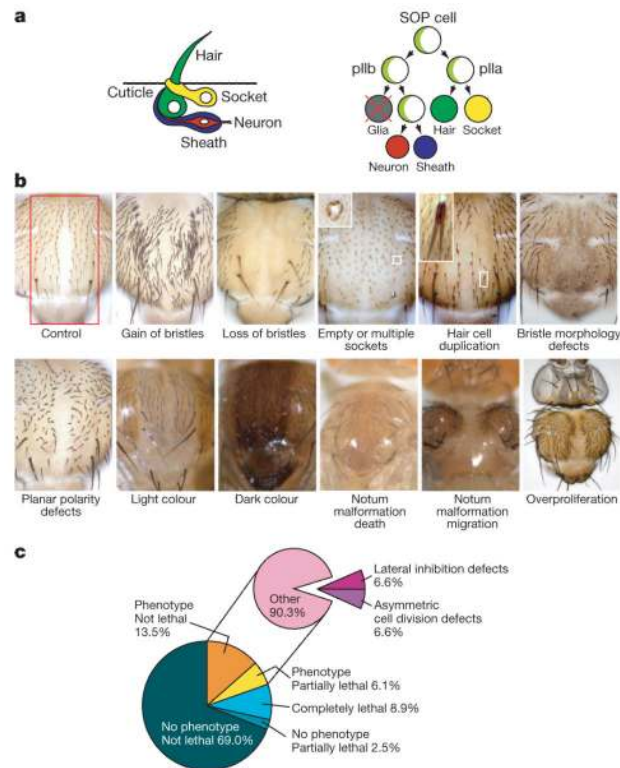 a
Hair
Cuticle
Socket
Neuron
Sheath
SOP cell
pIIb
pIIa
Glia
Hair
Socket
Neuron
Sheath
b
Control
Gain of bristles
Loss of bristles
Empty or multiple
sockets
Hair cell
duplication
Bristle morphology
defects
Planar polarity
defects
Light colour
Dark colour
Notum
malformation
death
Notum
malformation
migration
Overproliferation
c
Other
90.3%
Lateral inhibition defects
6.6%
Asymmetric
cell division defects
6.6%
Phenotype
Not lethal
13.5%
Phenotype
Partially lethal 6.1%
Completely lethal 8.9%
No phenotype
Partially lethal 2.5%
No phenotype
Not lethal 69.0%